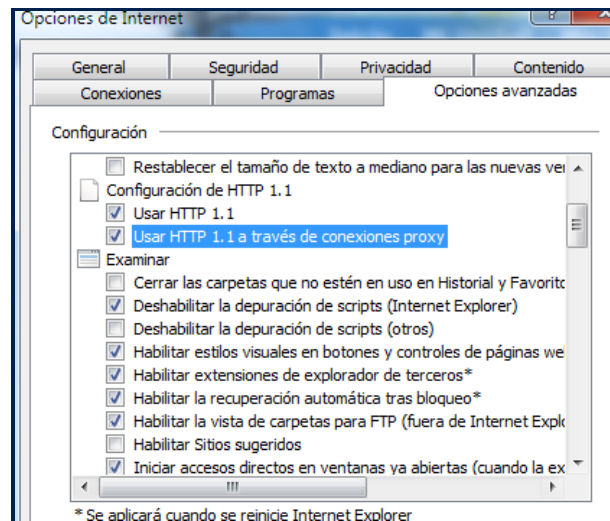 Opciones de Internet
General Seguridad Privacidad Contenido
Conexiones Programas Opciones avanzadas
Configuración
Restablecer el tamaño de texto a mediano para las nuevas
Configuración de HTTP 1.1
Usar HTTP 1.1
Usar HTTP 1.1 a través de conexiones proxy
Examinar
Cerrar las carpetas que no estén en uso en Historial y
Deshabilitar la depuración de scripts (Internet Explorer)
Deshabilitar la depuración de scripts (otros)
Habilitar estilos visuales en botones y controles de páginas
Habilitar extensiones de explorador de terceros*
Habilitar la recuperación automática tras bloqueo*
Habilitar la vista de carpetas para FTP (fuera de Internet
Habilitar Sitios sugeridos
Iniciar accesos directos en ventanas ya abiertas (cuando la
* Se aplicará cuando se reinicie Internet Explorer